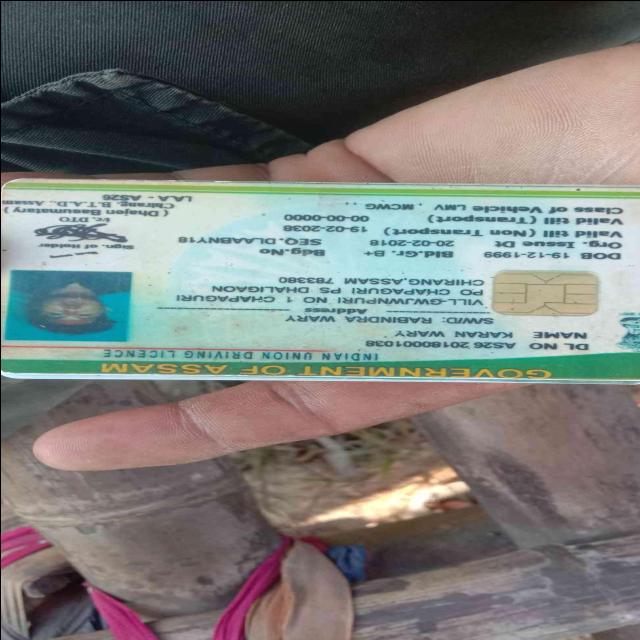 GOVERNMENT OF ASSAM
INDIAN UNION DRIVING LICENCE
DL NO AS26 20180001038
NAME KARAN WARY
S/W/D: RABINDRA WARY
Address
VILL-GWJWNPURI NO 1 CHAPAGURI
PO-CHAPAGURI PS-DHALIGAON
CHIRANG,ASSAM 783380
DOB 19-12-1999 Bld.Gr. B+ SEQ-DLAABNY18
Org. Issue Dt 20-02-2018 Bdg.No
Valid till (Non Transport) 19-02-2038
Valid till (Transport) 00-00-0000
Class of Vehicle LMV , MCWG , ,
Sign. of Holder
Fr. DTO
( Dhajen Basumatary )
B.T.A.D, Assam
I.A.A AS26